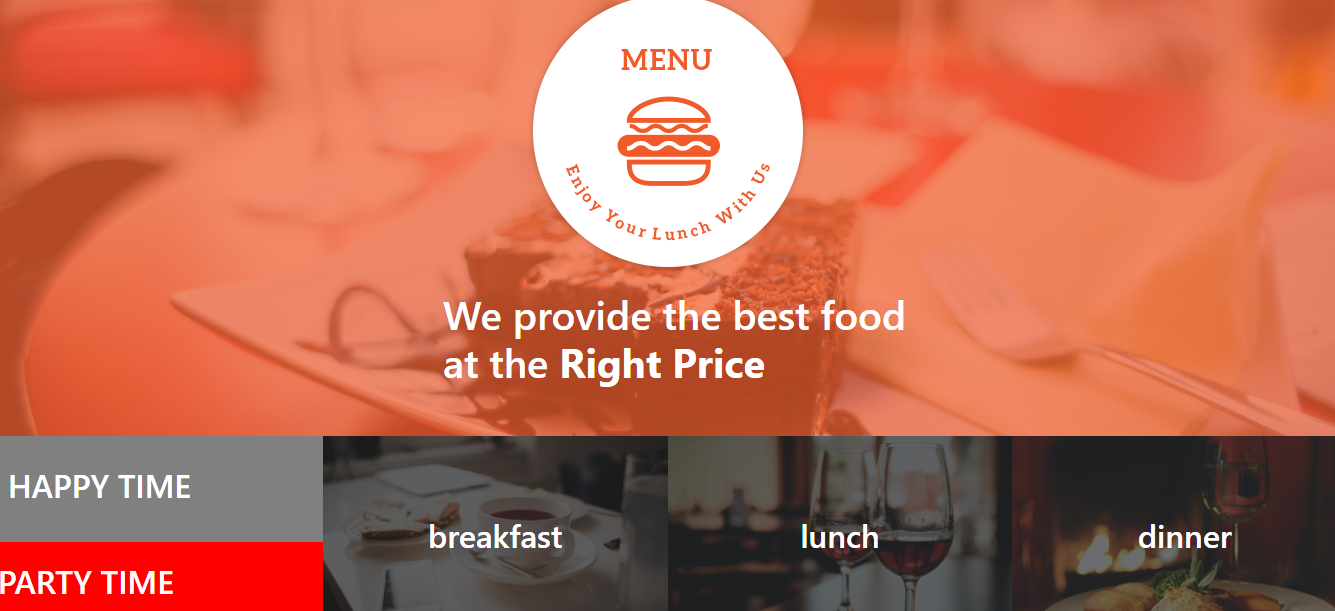 MENU
Enjoy Your Lunch With Us
We provide the best food
at the Right Price
HAPPY TIME
PARTY TIME
breakfast
lunch
dinner